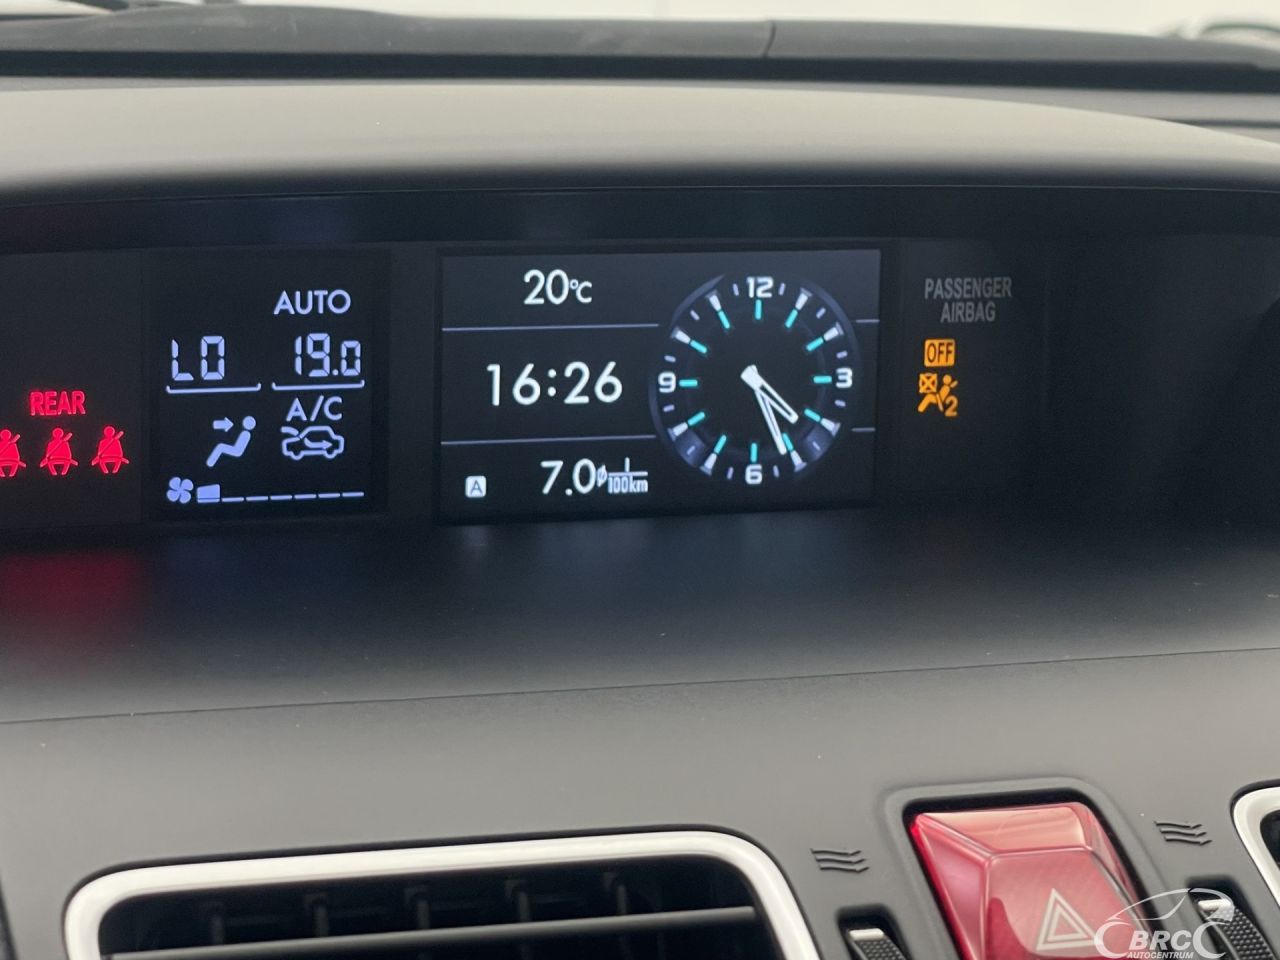 REAR
AUTO
LO 19.0
A/C
20°C
16:26
A 7.0 ø l/100km
12
3
6
9
PASSENGER
AIRBAG
OFF
2
BRC
AUTOCENTRUM